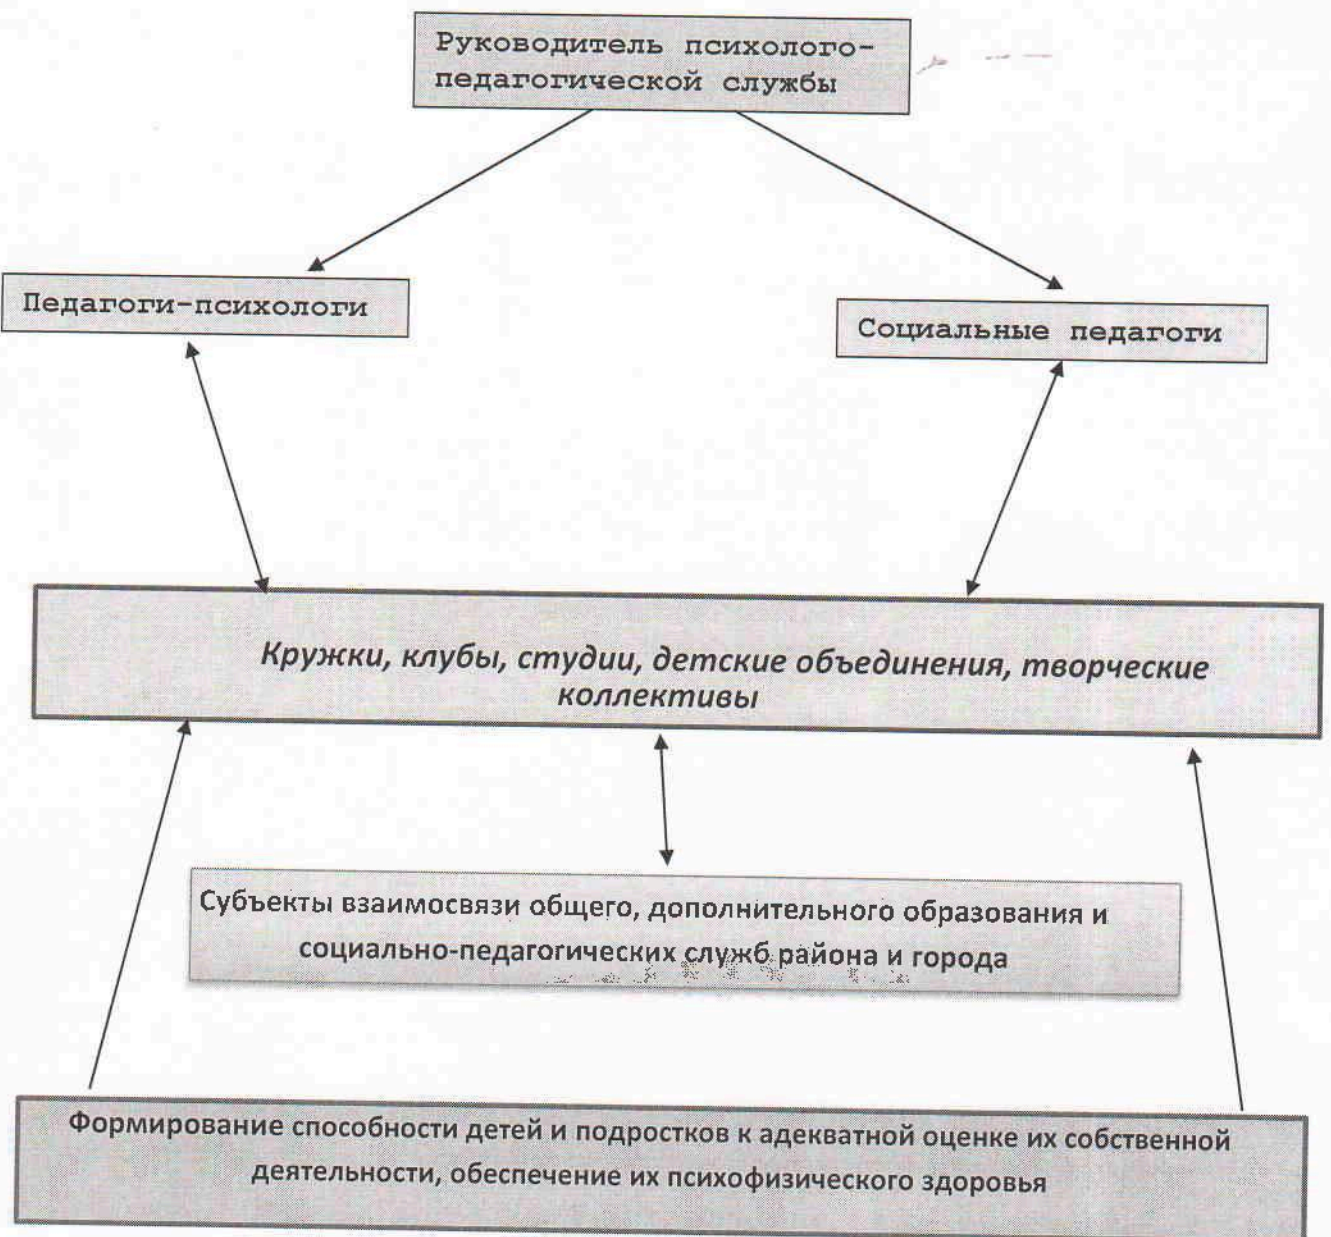 Руководитель психолого-
педагогической службы
Педагоги-психологи
Социальные педагоги
Кружки, клубы, студии, детские объединения, творческие
коллективы
Субъекты взаимосвязи общего, дополнительного образования и
социально-педагогических служб района и города
Формирование способности детей и подростков к адекватной оценке их собственной
деятельности, обеспечение их психофизического здоровья